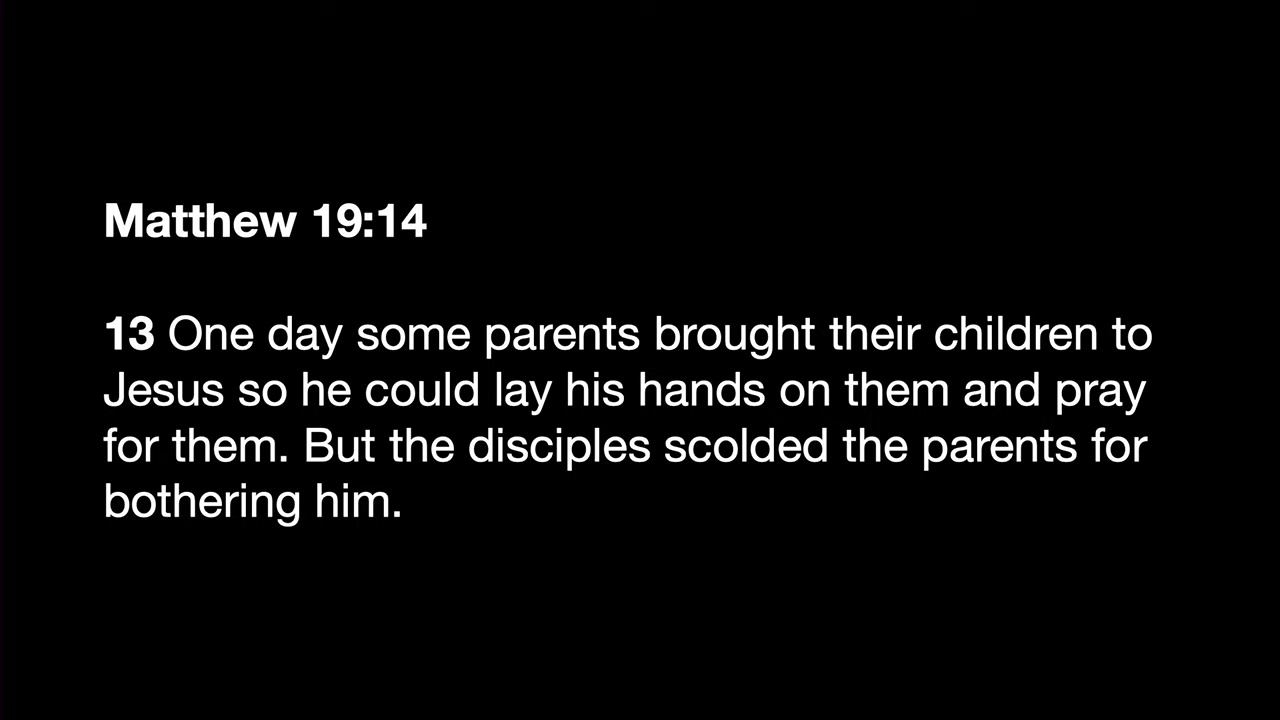 Matthew 19:14
13 One day some parents brought their children to
Jesus so he could lay his hands on them and pray
for them. But the disciples scolded the parents for
bothering him.